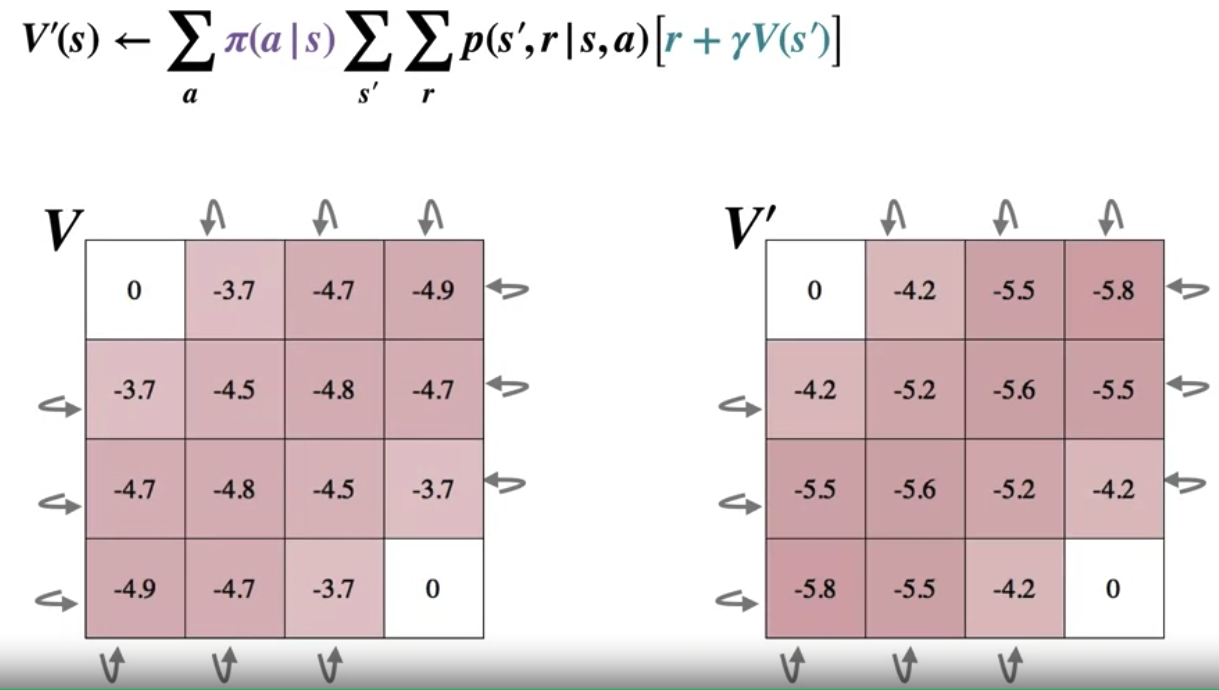 V′(s) ← ∑ π(a|s) ∑ ∑ p(s′,r|s,a)[r + γV(s′)]
a s′ r
V
0 -3.7 -4.7 -4.9
-3.7 -4.5 -4.8 -4.7
-4.7 -4.8 -4.5 -3.7
-4.9 -4.7 -3.7 0
V′
0 -4.2 -5.5 -5.8
-4.2 -5.2 -5.6 -5.5
-5.5 -5.6 -5.2 -4.2
-5.8 -5.5 -4.2 0